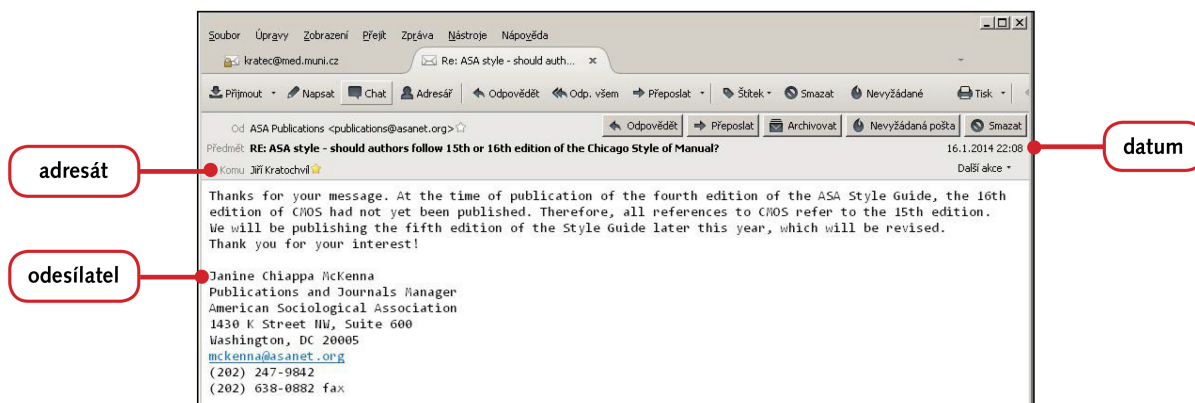 Soubor Úpravy Zobrazení Přejít Zpráva Nástroje Nápověda
kratec@med.muni.cz Re: ASA style - should auth... x
Přijmout Napsat Chat Adresář Odpovědět Odp. všem Přeposlat Štítek Smazat Nevyžádané Tisk
Od ASA Publications <publications@asanet.org> Odpovědět Přeposlat Archivovat Nevyžádaná pošta Smazat
Předmět RE: ASA style - should authors follow 15th or 16th edition of the Chicago Style of Manual? 16.1.2014 22:08
datum
adresát
Komu Jiří Kratochvíl Další akce
Thanks for your message. At the time of publication of the fourth edition of the ASA Style Guide, the 16th
edition of CMOS had not yet been published. Therefore, all references to CMOS refer to the 15th edition.
We will be publishing the fifth edition of the Style Guide later this year, which will be revised.
Thank you for your interest!
odesílatel
Janine Chiappa McKenna
Publications and Journals Manager
American Sociological Association
1430 K Street NW, Suite 600
Washington, DC 20005
mckenna@asanet.org
(202) 247-9842
(202) 638-0882 fax